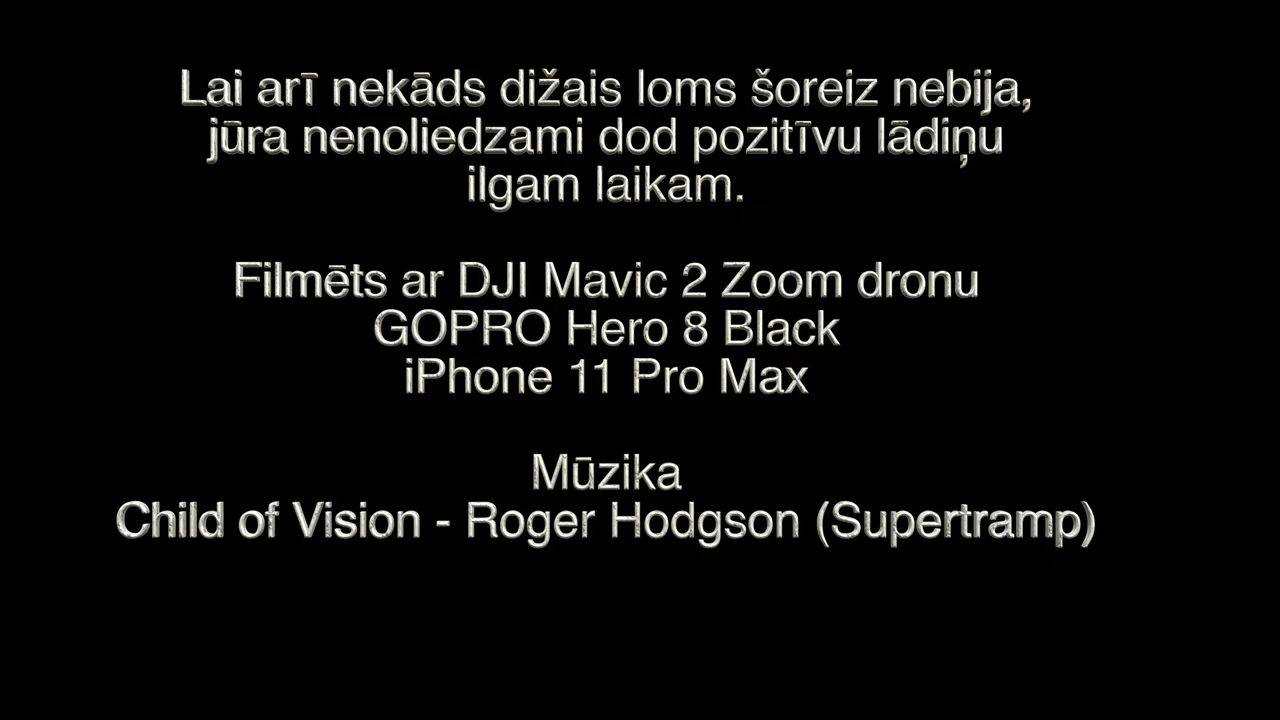 Lai arī nekāds dižais loms šoreiz nebija,
jūra nenoliedzami dod pozitīvu lādiņu
ilgam laikam.
Filmēts ar DJI Mavic 2 Zoom dronu
GOPRO Hero 8 Black
iPhone 11 Pro Max
Mūzika
Child of Vision - Roger Hodgson (Supertramp)